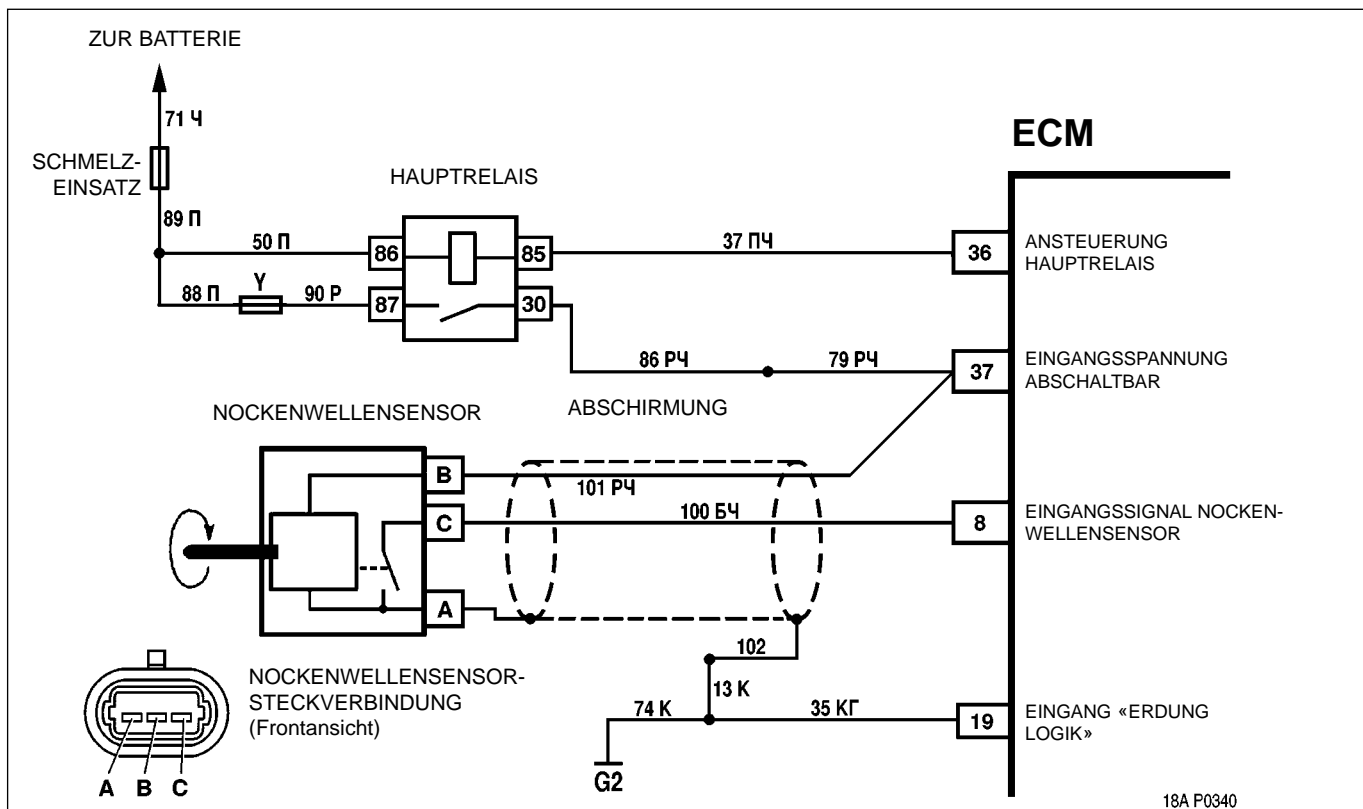 ZUR BATTERIE
71 Ч
SCHMELZ-
EINSATZ
89 П
HAUPTRELAIS
ECM
50 П
86
85
37 ПЧ
36
ANSTEUERUNG
HAUPTRELAIS
88 П
Y
90 Р
87
30
86 РЧ
79 РЧ
37
EINGANGSSPANNUNG
ABSCHALTBAR
NOCKENWELLENSENSOR
ABSCHIRMUNG
B
101 РЧ
C
100 БЧ
8
EINGANGSSIGNAL NOCKEN-
WELLENSENSOR
A
102
NOCKENWELLENSENSOR-
STECKVERBINDUNG
(Frontansicht)
13 К
74 К
35 КГ
19
EINGANG «ERDUNG
LOGIK»
G2
A B C
18A P0340